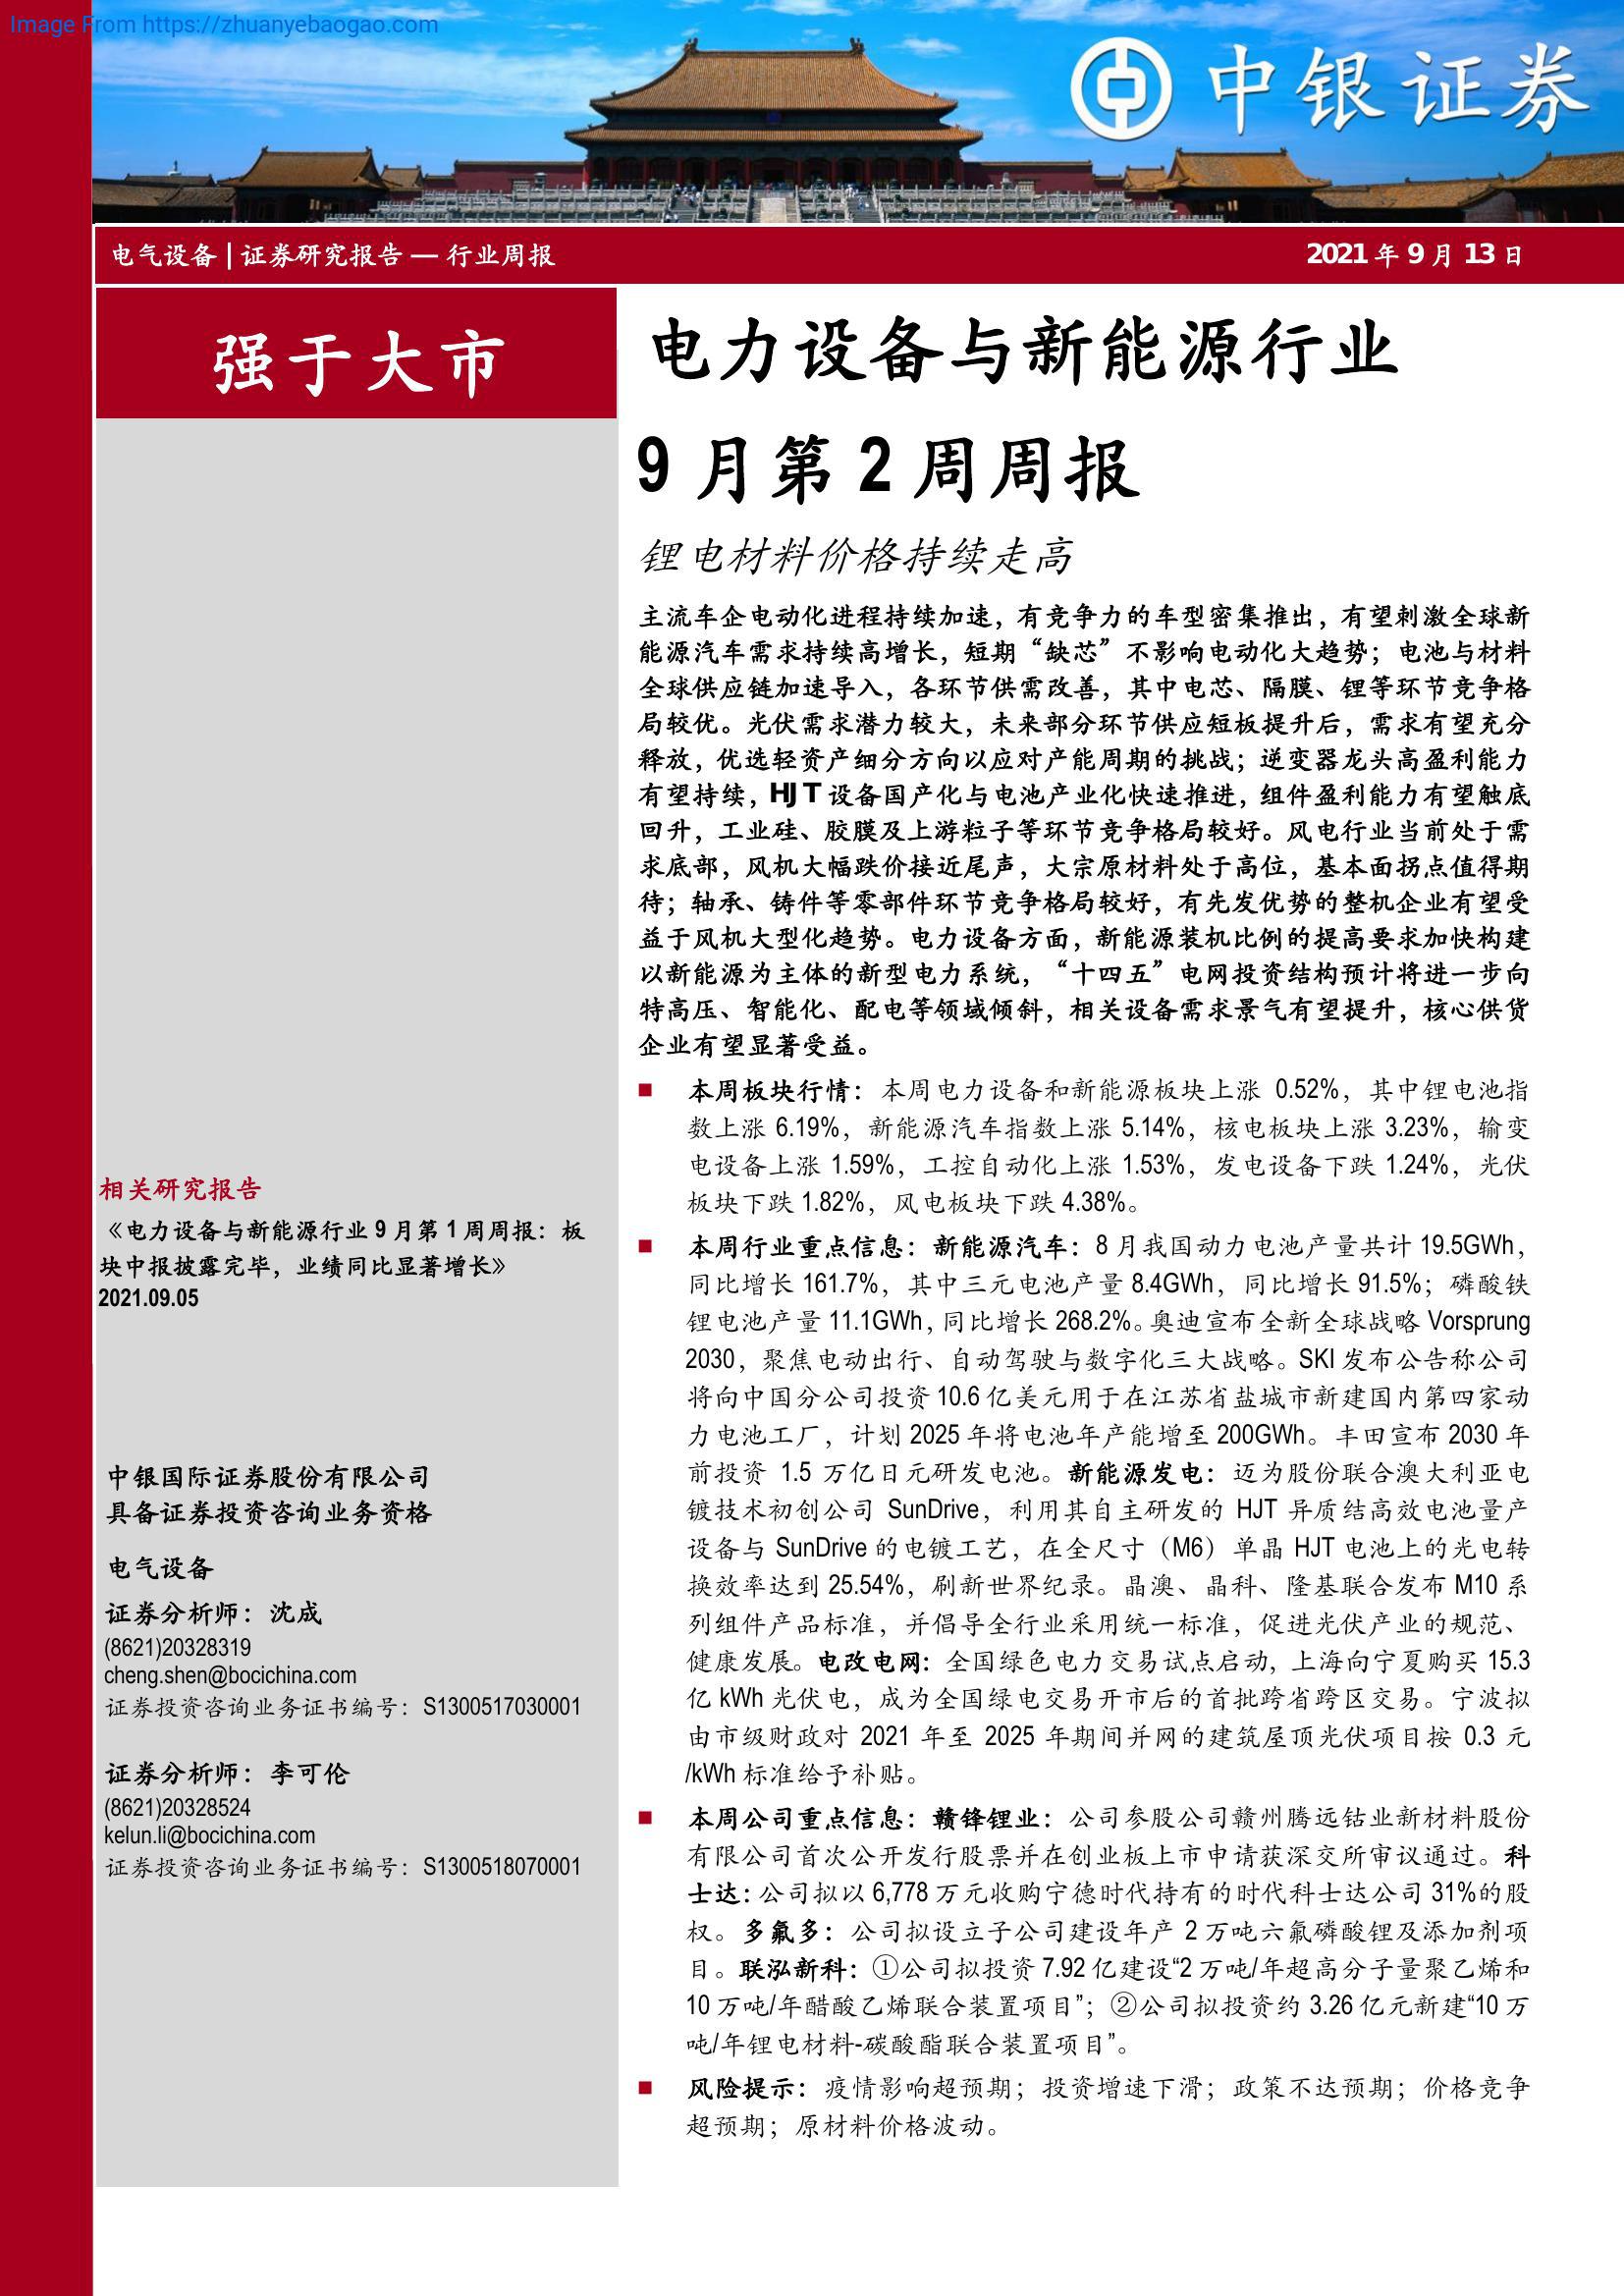 Image From https://zhuanyebaogao.com
中银证券
电气设备 | 证券研究报告 — 行业周报
2021 年 9 月 13 日
强于大市
电力设备与新能源行业
9 月第 2 周周报
锂电材料价格持续走高
主流车企电动化进程持续加速，有竞争力的车型密集推出，有望刺激全球新
能源汽车需求持续高增长，短期“缺芯”不影响电动化大趋势；电池与材料
全球供应链加速导入，各环节供需改善，其中电芯、隔膜、锂等环节竞争格
局较优。光伏需求潜力较大，未来部分环节供应短板提升后，需求有望充分
释放，优选轻资产细分方向以应对产能周期的挑战；逆变器龙头高盈利能力
有望持续，HJT 设备国产化与电池产业化快速推进，组件盈利能力有望触底
回升，工业硅、胶膜及上游粒子等环节竞争格局较好。风电行业当前处于需
求底部，风机大幅跌价接近尾声，大宗原材料处于高位，基本面拐点值得期
待；轴承、铸件等零部件环节竞争格局较好，有先发优势的整机企业有望受
益于风机大型化趋势。电力设备方面，新能源装机比例的提高要求加快构建
以新能源为主体的新型电力系统，“十四五”电网投资结构预计将进一步向
特高压、智能化、配电等领域倾斜，相关设备需求景气有望提升，核心供货
企业有望显著受益。
■ 本周板块行情：本周电力设备和新能源板块上涨 0.52%，其中锂电池指
数上涨 6.19%，新能源汽车指数上涨 5.14%，核电板块上涨 3.23%，输变
电设备上涨 1.59%，工控自动化上涨 1.53%，发电设备下跌 1.24%，光伏
板块下跌 1.82%，风电板块下跌 4.38%。
■ 本周行业重点信息：新能源汽车：8 月我国动力电池产量共计 19.5GWh，
同比增长 161.7%，其中三元电池产量 8.4GWh，同比增长 91.5%；磷酸铁
锂电池产量 11.1GWh，同比增长 268.2%。奥迪宣布全新全球战略 Vorsprung
2030，聚焦电动出行、自动驾驶与数字化三大战略。SKI 发布公告称公司
将向中国分公司投资 10.6 亿美元用于在江苏省盐城市新建国内第四家动
力电池工厂，计划 2025 年将电池年产能增至 200GWh。丰田宣布 2030 年
前投资 1.5 万亿日元研发电池。新能源发电：迈为股份联合澳大利亚电
镀技术初创公司 SunDrive，利用其自主研发的 HJT 异质结高效电池量产
设备与 SunDrive 的电镀工艺，在全尺寸（M6）单晶 HJT 电池上的光电转
换效率达到 25.54%，刷新世界纪录。晶澳、晶科、隆基联合发布 M10 系
列组件产品标准，并倡导全行业采用统一标准，促进光伏产业的规范、
健康发展。电改电网：全国绿色电力交易试点启动，上海向宁夏购买 15.3
亿 kWh 光伏电，成为全国绿电交易开市后的首批跨省跨区交易。宁波拟
由市级财政对 2021 年至 2025 年期间并网的建筑屋顶光伏项目按 0.3 元
/kWh 标准给予补贴。
■ 本周公司重点信息：赣锋锂业：公司参股公司赣州腾远钴业新材料股份
有限公司首次公开发行股票并在创业板上市申请获深交所审议通过。科
士达：公司拟以 6,778 万元收购宁德时代持有的时代科士达公司 31%的股
权。多氟多：公司拟设立子公司建设年产 2 万吨六氟磷酸锂及添加剂项
目。联泓新科：①公司拟投资 7.92 亿建设“2 万吨/年超高分子量聚乙烯和
10 万吨/年醋酸乙烯联合装置项目”；②公司拟投资约 3.26 亿元新建“10 万
吨/年锂电材料-碳酸酯联合装置项目”。
■ 风险提示：疫情影响超预期；投资增速下滑；政策不达预期；价格竞争
超预期；原材料价格波动。
相关研究报告
《电力设备与新能源行业 9 月第 1 周周报：板
块中报披露完毕，业绩同比显著增长》
2021.09.05
中银国际证券股份有限公司
具备证券投资咨询业务资格
电气设备
证券分析师：沈成
(8621)20328319
cheng.shen@bocichina.com
证券投资咨询业务证书编号：S1300517030001
证券分析师：李可伦
(8621)20328524
kelun.li@bocichina.com
证券投资咨询业务证书编号：S1300518070001